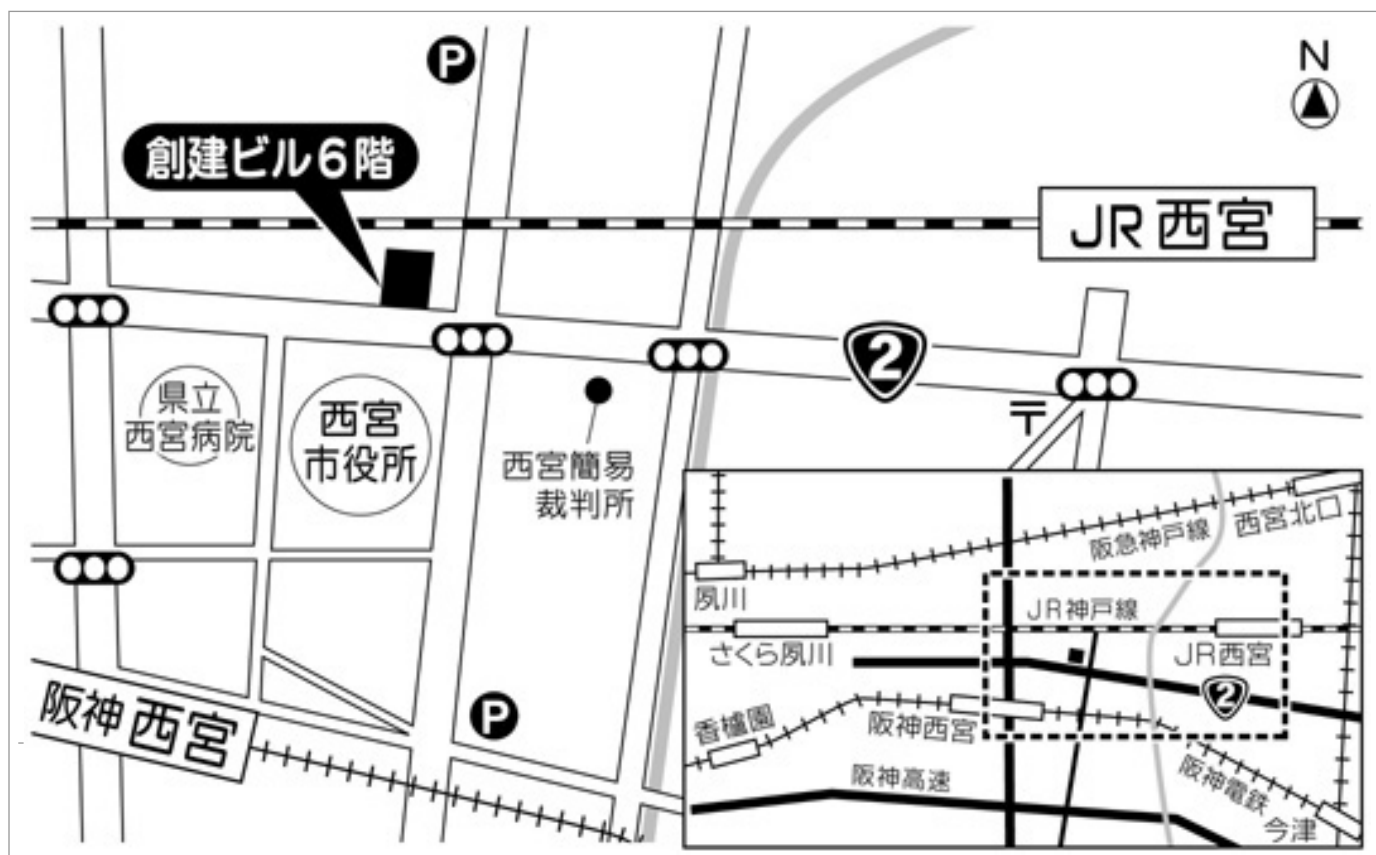 P
N
創建ビル6階
JR西宮
2
県立
西宮病院
西宮
市役所
西宮簡易
裁判所
〒
阪神西宮
P
阪急神戸線
西宮北口
夙川
JR神戸線
さくら夙川
JR西宮
2
香櫨園
阪神西宮
阪神高速
阪神電鉄
今津